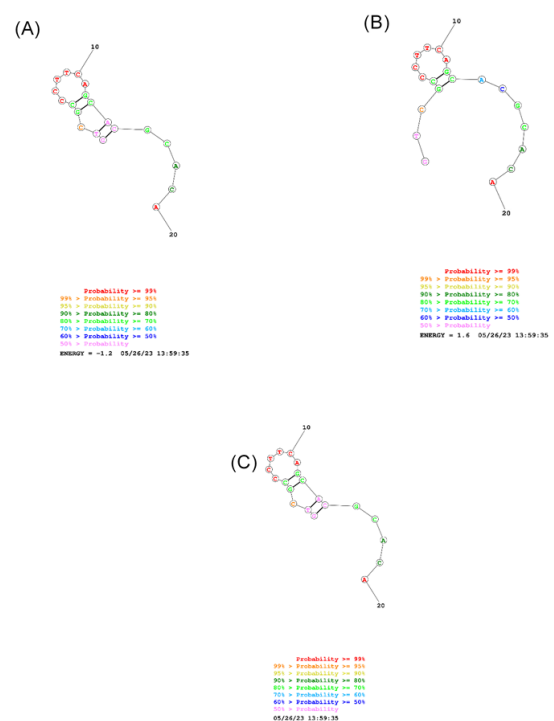 (A)
10
20
Probability >= 99%
99% > Probability >= 95%
95% > Probability >= 90%
90% > Probability >= 80%
80% > Probability >= 70%
70% > Probability >= 60%
60% > Probability >= 50%
50% > Probability
ENERGY = -1.2 05/26/23 13:59:35
(B)
10
20
Probability >= 99%
99% > Probability >= 95%
95% > Probability >= 90%
90% > Probability >= 80%
80% > Probability >= 70%
70% > Probability >= 60%
60% > Probability >= 50%
50% > Probability
ENERGY = 1.6 05/26/23 13:59:35
(C)
10
20
Probability >= 99%
99% > Probability >= 95%
95% > Probability >= 90%
90% > Probability >= 80%
80% > Probability >= 70%
70% > Probability >= 60%
60% > Probability >= 50%
50% > Probability
05/26/23 13:59:35